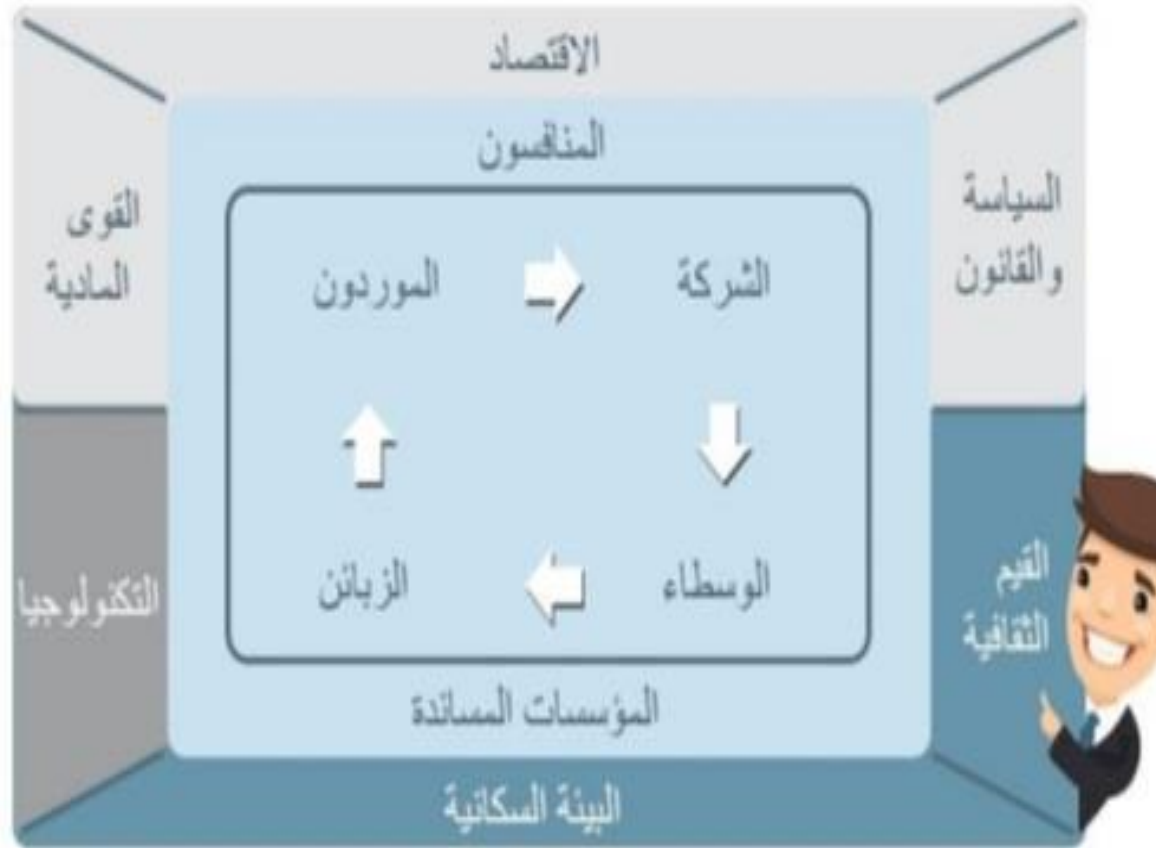 الاقتصاد
المنافسون
السياسة
والقانون
القوى
المادية
الشركة
الموردون
الوسطاء
الزبائن
القيم
الثقافية
التكنولوجيا
المؤسسات المساندة
البيئة السكانية